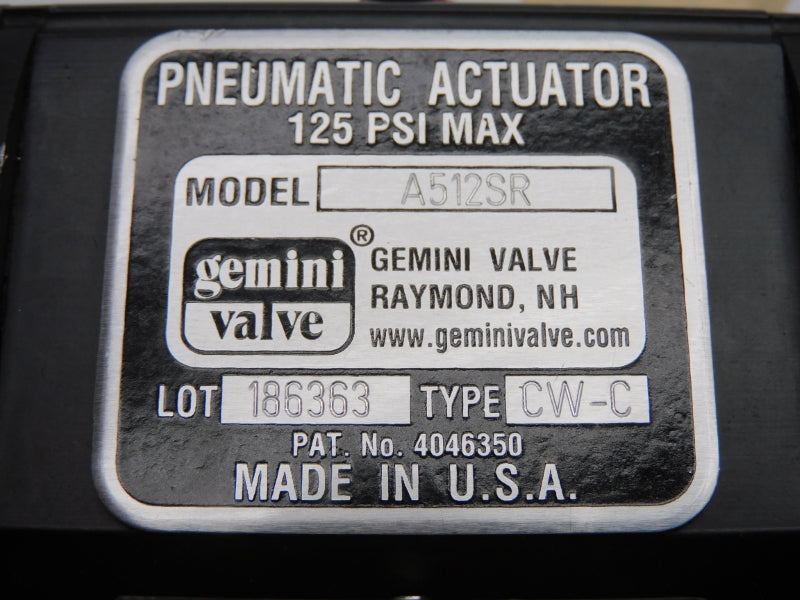 PNEUMATIC ACTUATOR
125 PSI MAX
MODEL A512SR
gemini
valve
®
GEMINI VALVE
RAYMOND, NH
www.geminivalve.com
LOT 186363 TYPE CW-C
PAT. No. 4046350
MADE IN U.S.A.